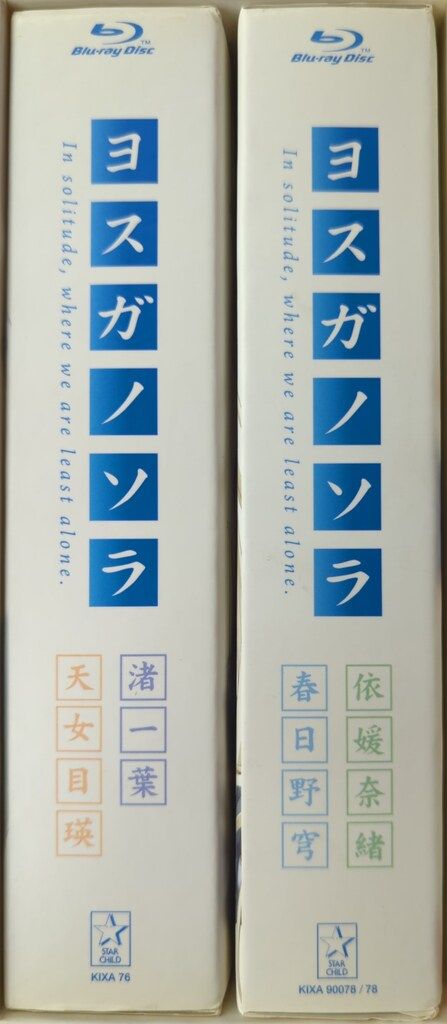 Blu-ray Disc™
ヨスガノソラ
In solitude, where we are least alone.
渚一葉
天女目瑛
STAR CHILD
KIXA 76
Blu-ray Disc™
ヨスガノソラ
In solitude, where we are least alone.
依媛奈緒
春日野穹
STAR CHILD
KIXA 90078 / 78